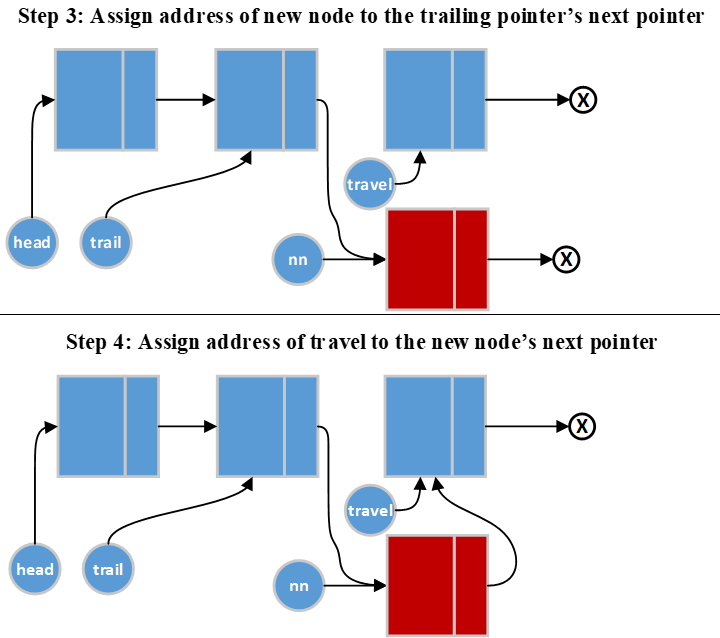 Step 3: Assign address of new node to the trailing pointer’s next pointer
X
travel
head
trail
nn
X
Step 4: Assign address of travel to the new node’s next pointer
X
travel
head
trail
nn